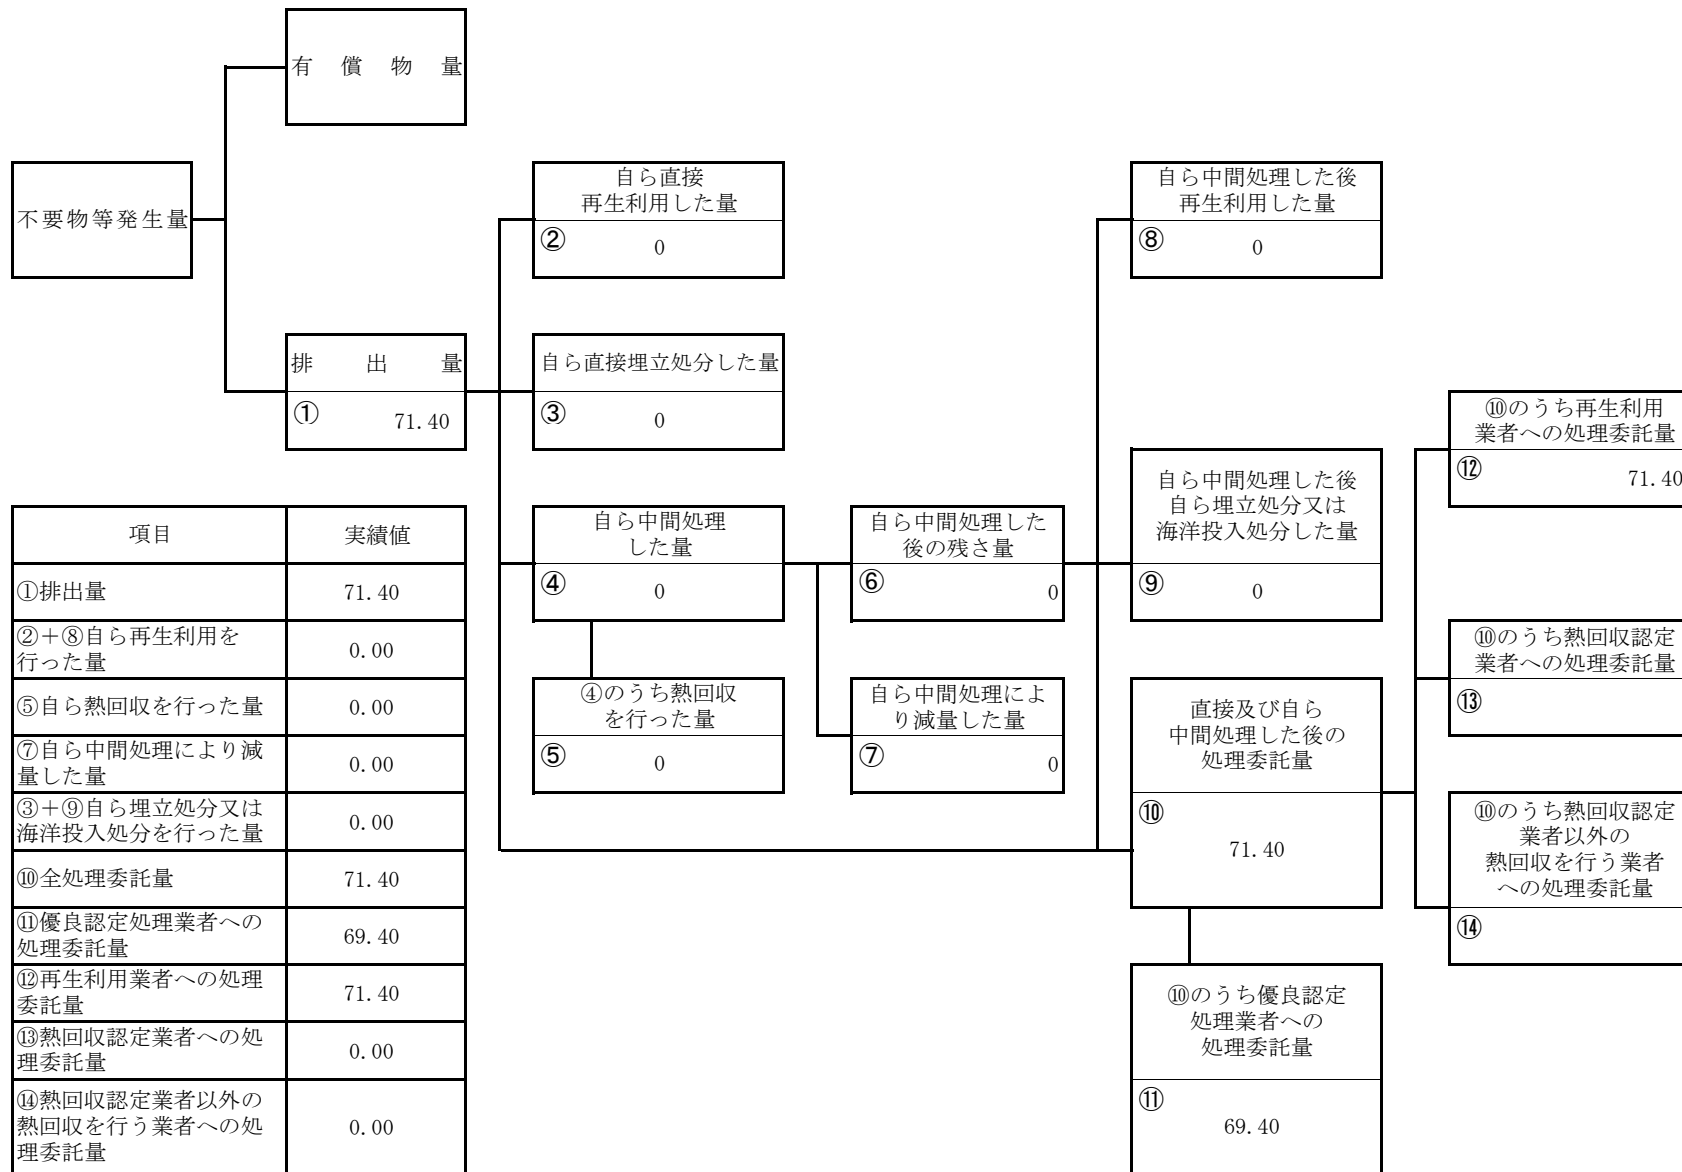 有償物量
不要物等発生量
排出量
① 71.40
自ら直接
再生利用した量
② 0
自ら直接埋立処分した量
③ 0
自ら中間処理
した量
④ 0
④のうち熱回収
を行った量
⑤ 0
自ら中間処理した
後の残さ量
⑥ 0
自ら中間処理によ
り減量した量
⑦ 0
自ら中間処理した後
再生利用した量
⑧ 0
自ら中間処理した後
自ら埋立処分又は
海洋投入処分した量
⑨ 0
直接及び自ら
中間処理した後の
処理委託量
⑩
71.40
⑩のうち優良認定
処理業者への
処理委託量
⑪
69.40
⑩のうち再生利用
業者への処理委託量
⑫ 71.40
⑩のうち熱回収認定
業者への処理委託量
⑬
⑩のうち熱回収認定
業者以外の
熱回収を行う業者
への処理委託量
⑭
項目 実績値
①排出量 71.40
②＋⑧自ら再生利用を
行った量 0.00
⑤自ら熱回収を行った量 0.00
⑦自ら中間処理により減
量した量 0.00
③＋⑨自ら埋立処分又は
海洋投入処分を行った量 0.00
⑩全処理委託量 71.40
⑪優良認定処理業者への
処理委託量 69.40
⑫再生利用業者への処理
委託量 71.40
⑬熱回収認定業者への処
理委託量 0.00
⑭熱回収認定業者以外の
熱回収を行う業者への処
理委託量 0.00